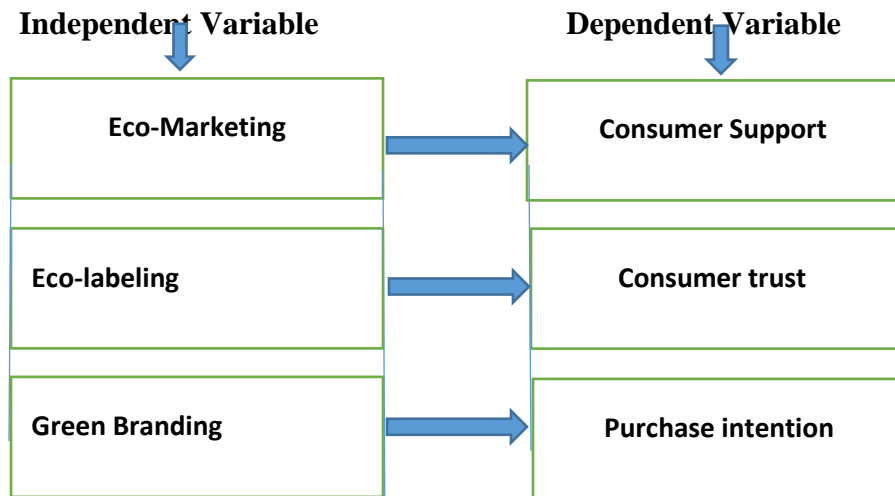 Independent Variable
Dependent Variable
Eco-Marketing
Consumer Support
Eco-labeling
Consumer trust
Green Branding
Purchase intention